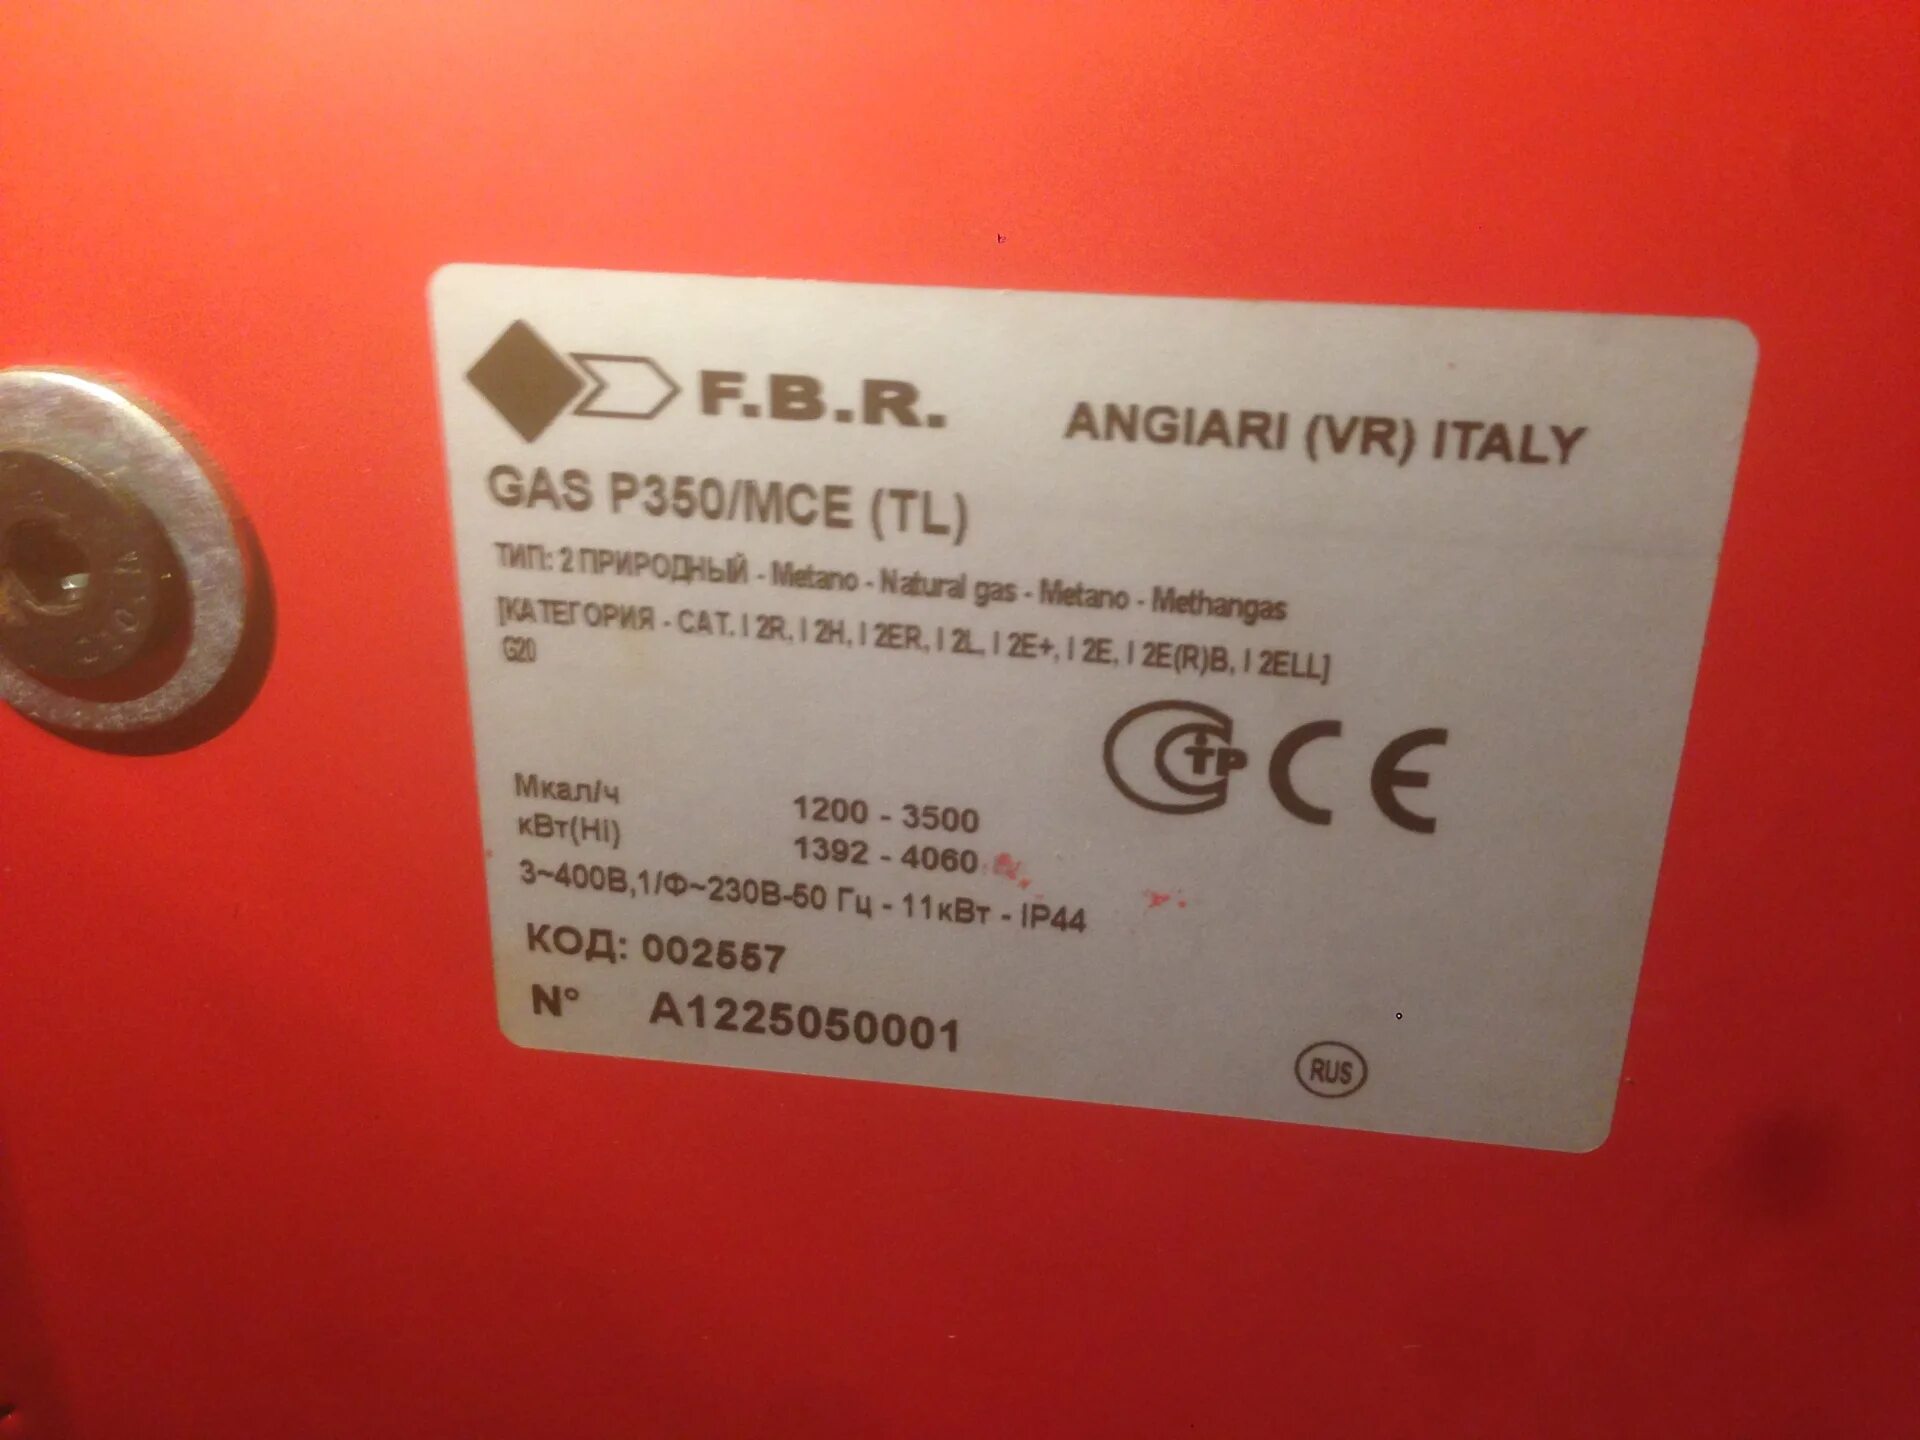 F.B.R. ANGIARI (VR) ITALY
GAS P350/MCE (TL)
ТИП: 2 ПРИРОДНЫЙ - Metano - Natural gas - Metano - Methangas
[КАТЕГОРИЯ - CAT. I 2R, I 2H, I 2ER, I 2L, I 2E+, I 2E, I 2E(R)B, I 2ELL]
G20
CTP CE
Мкал/ч 1200 - 3500
кВт(Hi) 1392 - 4060
3~400В,1/Ф~230В-50 Гц - 11кВт - IP44
КОД: 002557
N° A1225050001
RUS